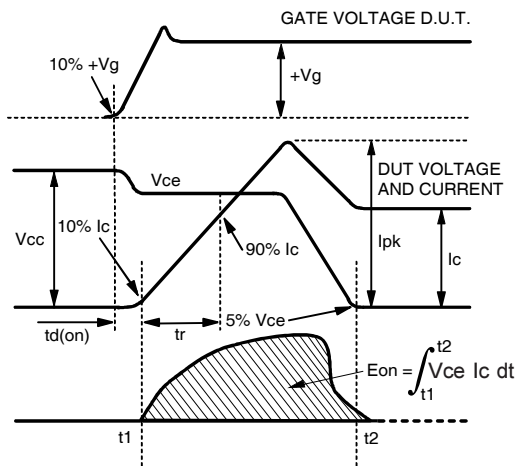 GATE VOLTAGE D.U.T.
10% +Vg
+Vg
Vce
DUT VOLTAGE
AND CURRENT
10% Ic
Vcc
90% Ic
Ipk
Ic
td(on)
tr
5% Vce
Eon = ∫ Vce Ic dt
t2
t1
t1
t2